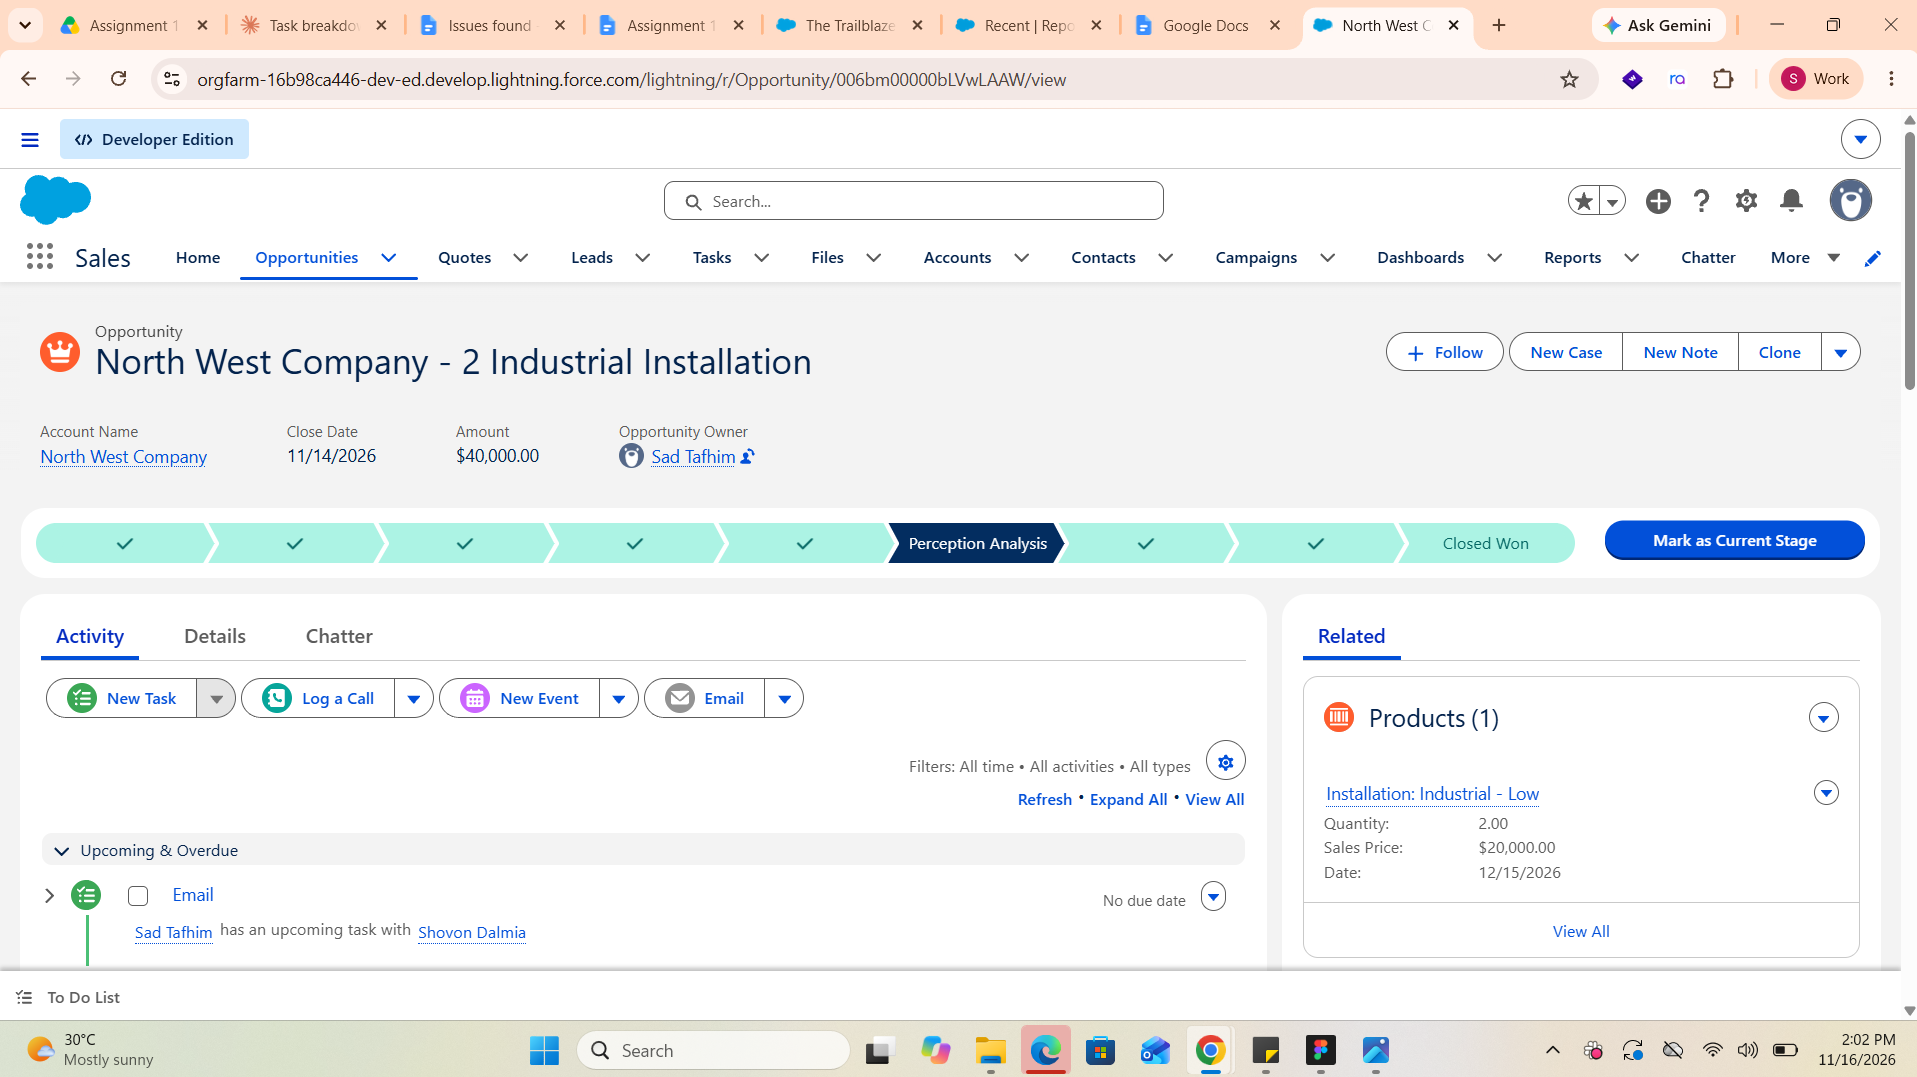 Assignment 1
Task breakdov
Issues found -
Assignment 1
The Trailblaze
Recent | Repo
Google Docs
North West C
Ask Gemini
orgfarm-16b98ca446-dev-ed.develop.lightning.force.com/lightning/r/Opportunity/006bm00000bLVwLAAW/view
ra
S
Work
Developer Edition
Search...
Sales
Home
Opportunities
Quotes
Leads
Tasks
Files
Accounts
Contacts
Campaigns
Dashboards
Reports
Chatter
More
Opportunity
North West Company - 2 Industrial Installation
Follow
New Case
New Note
Clone
Account Name
Close Date
Amount
Opportunity Owner
North West Company
11/14/2026
$40,000.00
Sad Tafhim
Perception Analysis
Closed Won
Mark as Current Stage
Activity
Details
Chatter
Related
New Task
Log a Call
New Event
Email
Products (1)
Filters: All time • All activities • All types
Refresh • Expand All • View All
Installation: Industrial - Low
Quantity: 2.00
Sales Price: $20,000.00
Date: 12/15/2026
View All
Upcoming & Overdue
Email
No due date
Sad Tafhim has an upcoming task with Shovon Dalmia
To Do List
30°C
Mostly sunny
Search
2:02 PM
11/16/2026